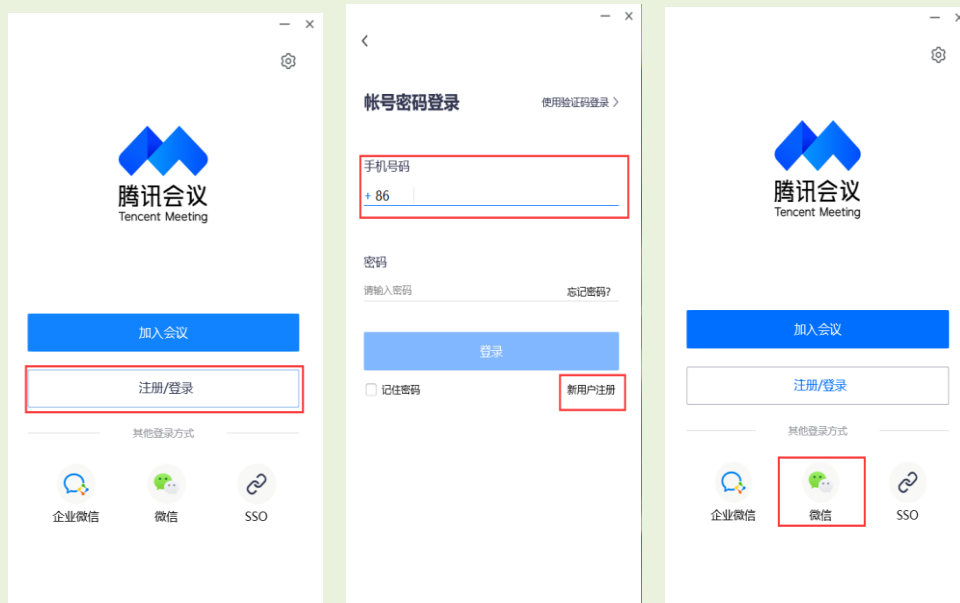 腾讯会议
Tencent Meeting
加入会议
注册/登录
其他登录方式
企业微信
微信
SSO
帐号密码登录
使用验证码登录
手机号码
+ 86
密码
请输入密码
忘记密码?
登录
记住密码
新用户注册
腾讯会议
Tencent Meeting
加入会议
注册/登录
其他登录方式
企业微信
微信
SSO